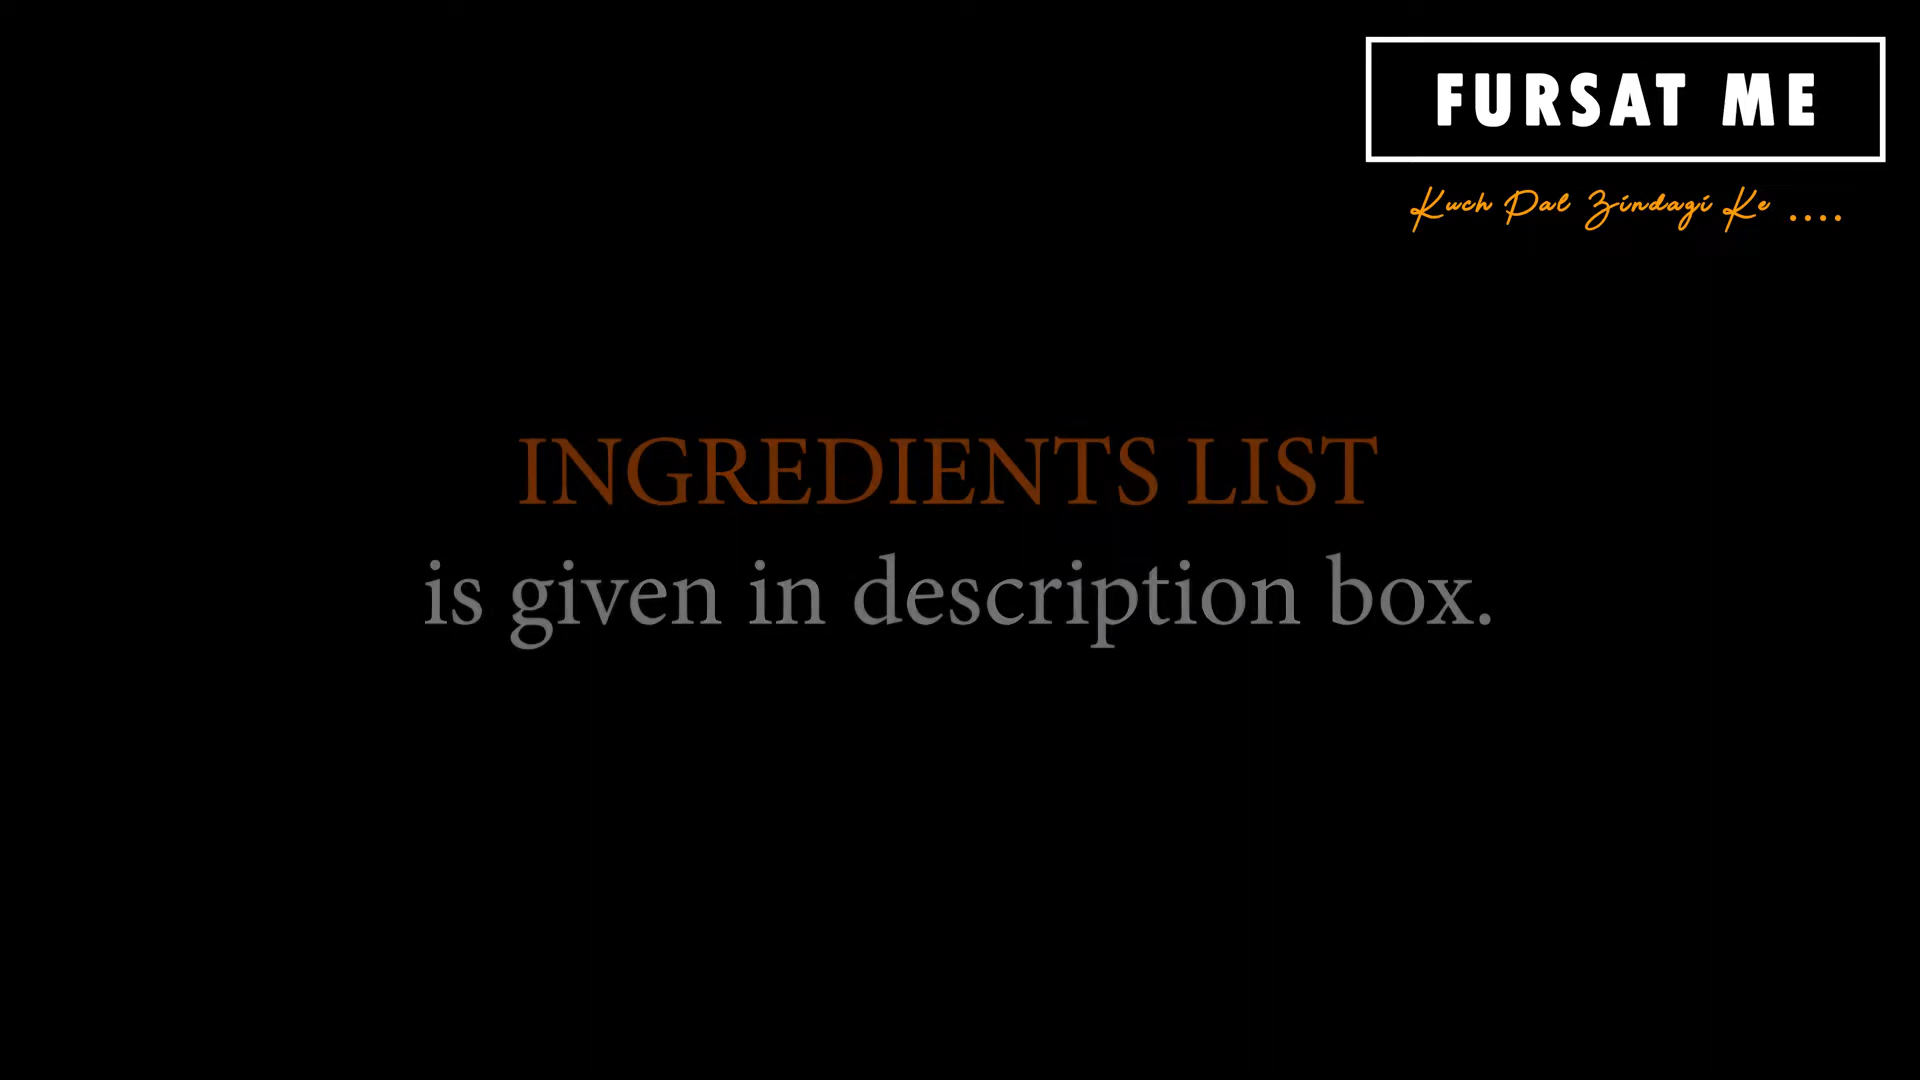 FURSAT ME
Kuch Pal Zindagi Ke ....
INGREDIENTS LIST
is given in description box.